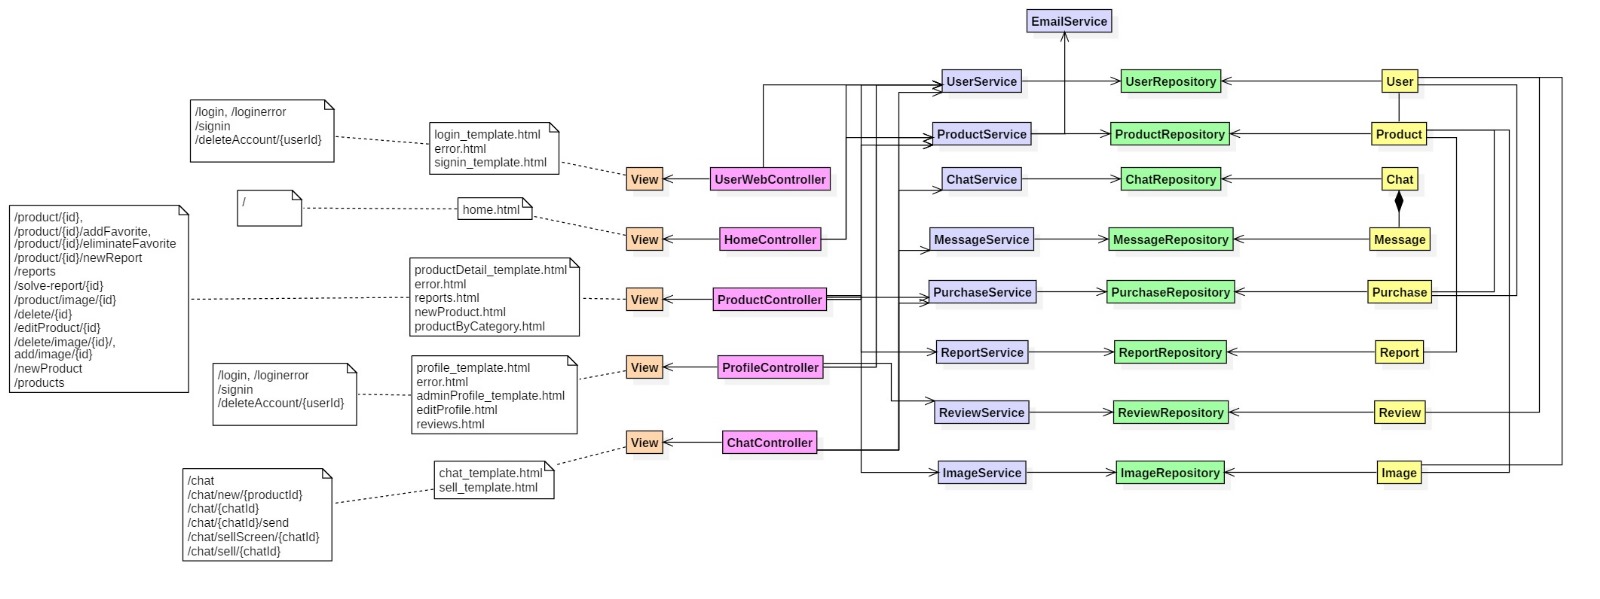 EmailService
UserService
UserRepository
User
/login, /loginerror
/signin
/deleteAccount/{userId}
login_template.html
error.html
signin_template.html
ProductService
ProductRepository
Product
View
UserWebController
ChatService
ChatRepository
Chat
/
home.html
View
HomeController
MessageService
MessageRepository
Message
/product/{id},
/product/{id}/addFavorite,
/product/{id}/eliminateFavorite
/product/{id}/newReport
/reports
/solve-report/{id}
/product/image/{id}
/delete/{id}
/editProduct/{id}
/delete/image/{id}/,
add/image/{id}
/newProduct
/products
productDetail_template.html
error.html
reports.html
newProduct.html
productByCategory.html
View
ProductController
PurchaseService
PurchaseRepository
Purchase
ReportService
ReportRepository
Report
/login, /loginerror
/signin
/deleteAccount/{userId}
profile_template.html
error.html
adminProfile_template.html
editProfile.html
reviews.html
View
ProfileController
ReviewService
ReviewRepository
Review
View
ChatController
ImageService
ImageRepository
Image
chat_template.html
sell_template.html
/chat
/chat/new/{productId}
/chat/{chatId}
/chat/{chatId}/send
/chat/sellScreen/{chatId}
/chat/sell/{chatId}